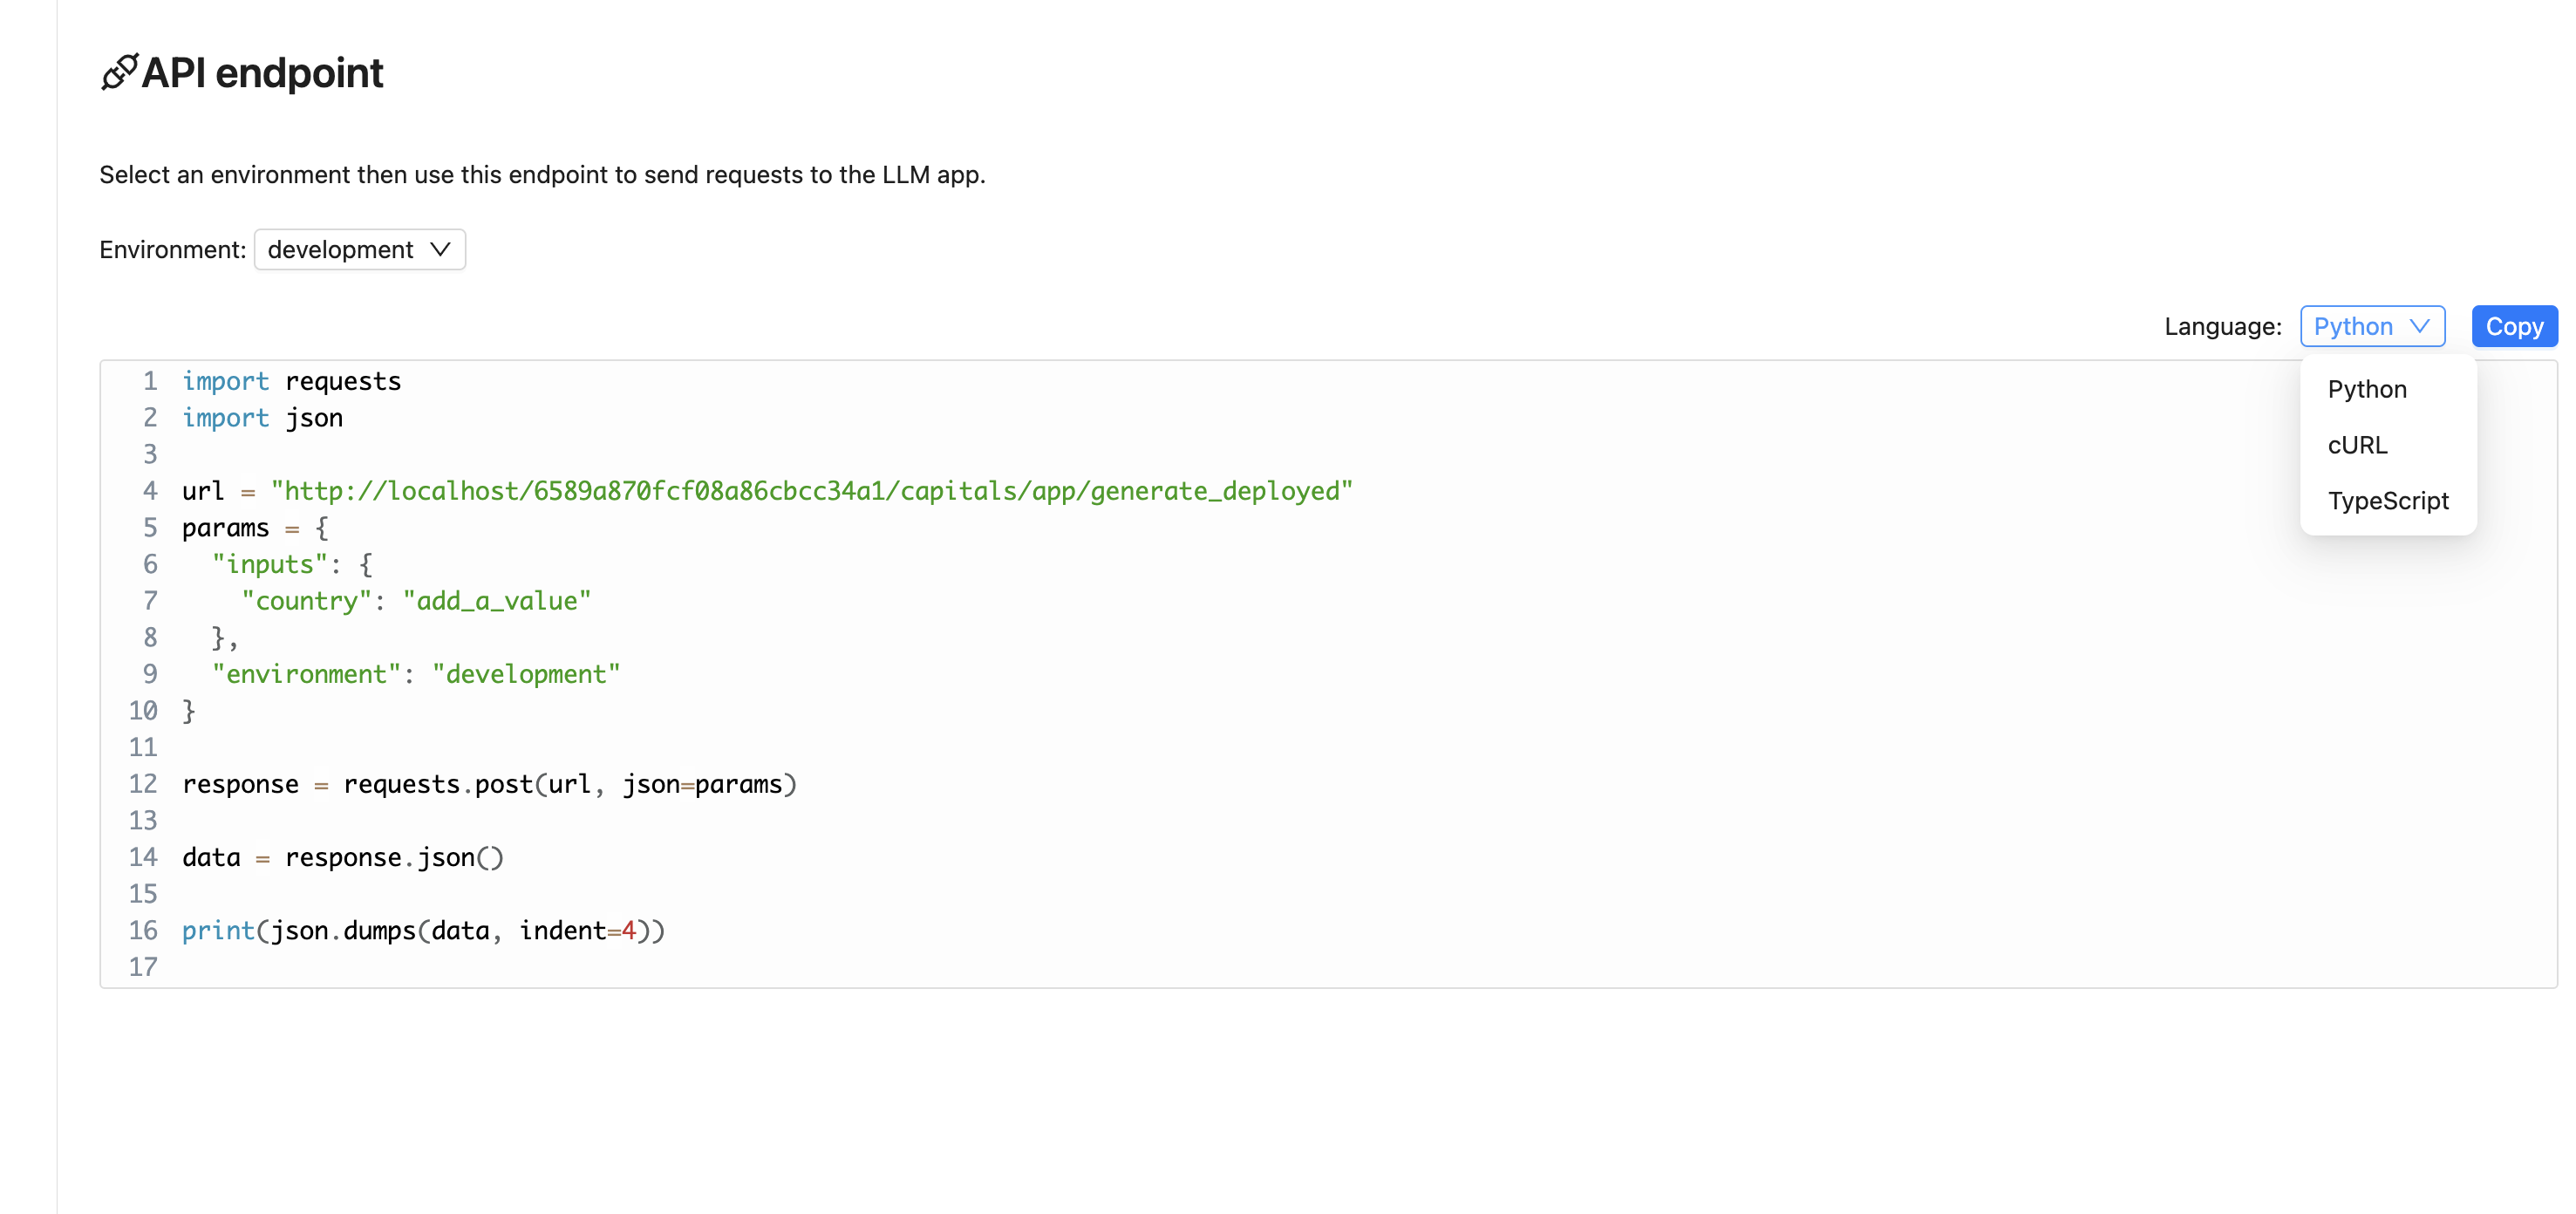 API endpoint
Select an environment then use this endpoint to send requests to the LLM app.
Environment: development
Language: Python Copy
Python
cURL
TypeScript
1 import requests
2 import json
3
4 url = "http://localhost/6589a870fcf08a86cbcc34a1/capitals/app/generate_deployed"
5 params = {
6   "inputs": {
7     "country": "add_a_value"
8   },
9   "environment": "development"
10 }
11
12 response = requests.post(url, json=params)
13
14 data = response.json()
15
16 print(json.dumps(data, indent=4))
17